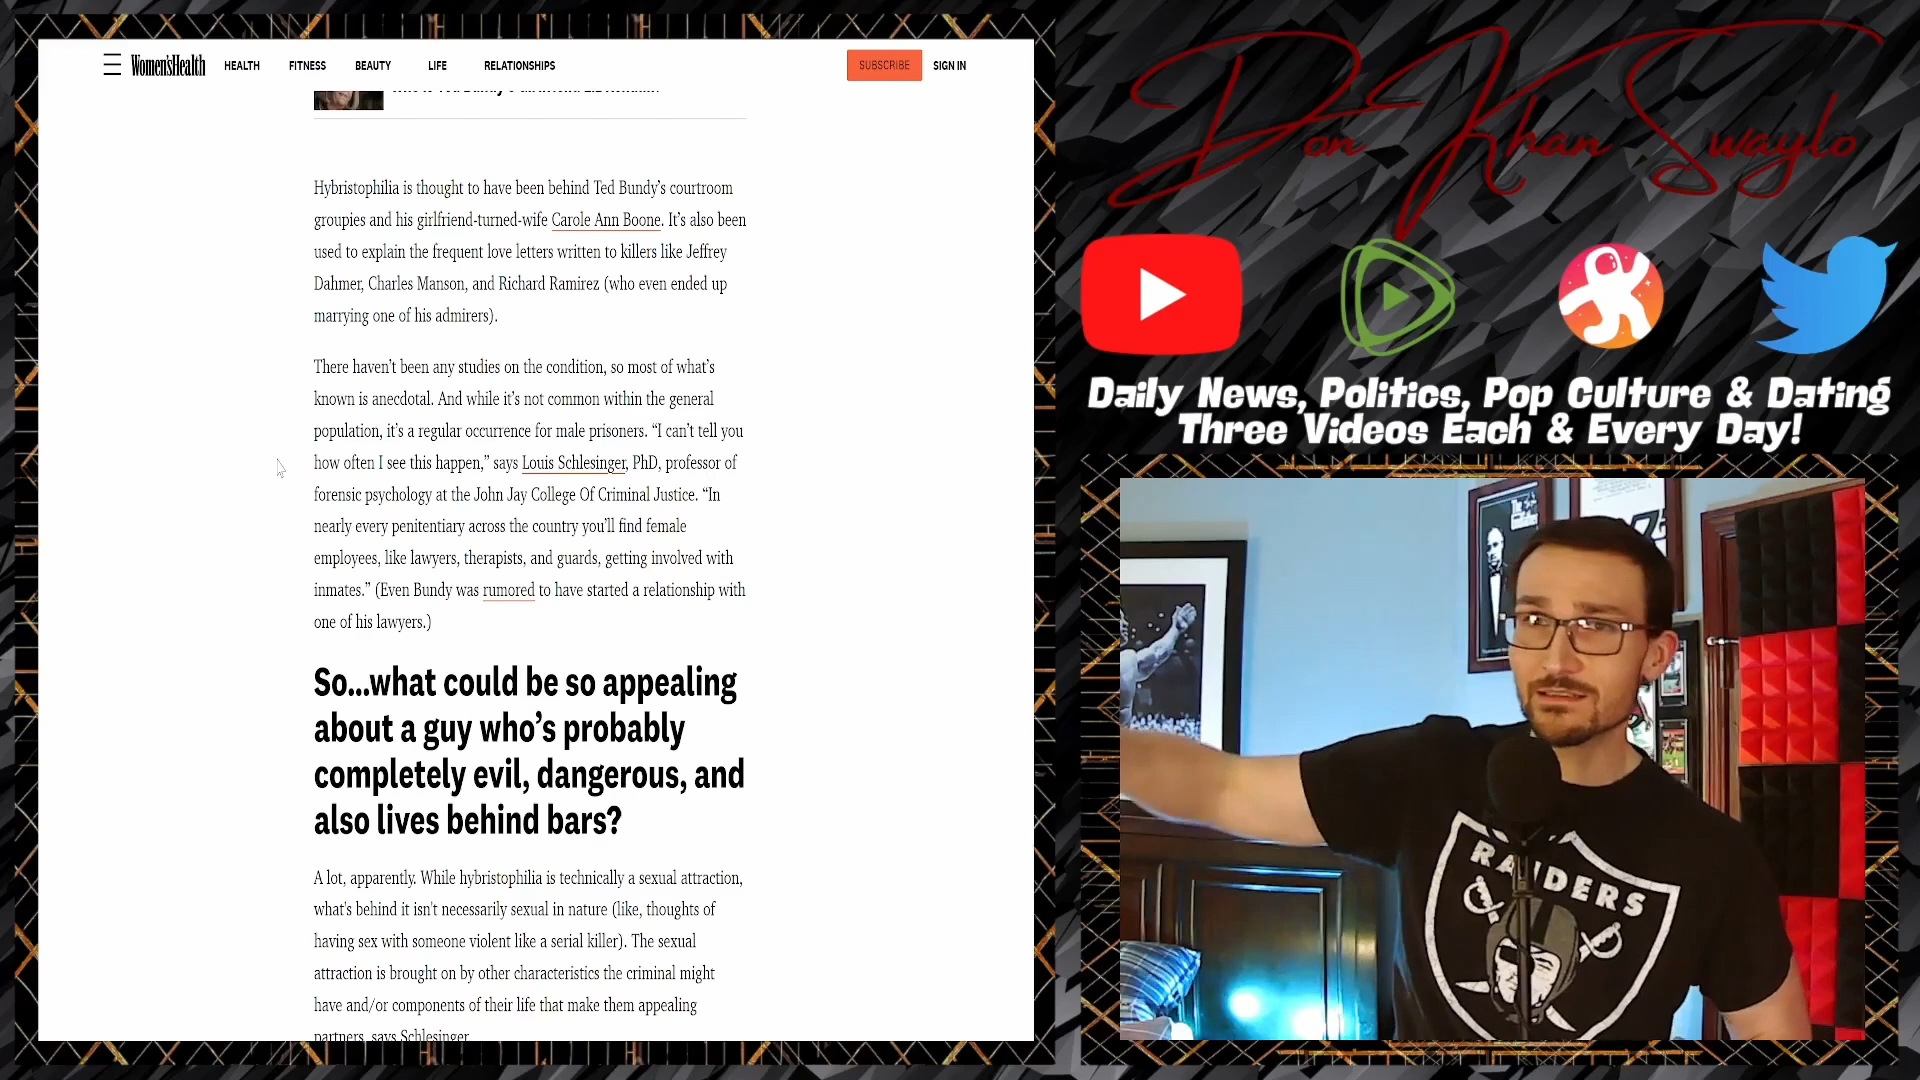 Women'sHealth
HEALTH
FITNESS
BEAUTY
LIFE
RELATIONSHIPS
SUBSCRIBE
SIGN IN
Hybristophilia is thought to have been behind Ted Bundy’s courtroom
groupies and his girlfriend-turned-wife Carole Ann Boone. It’s also been
used to explain the frequent love letters written to killers like Jeffrey
Dahmer, Charles Manson, and Richard Ramirez (who even ended up
marrying one of his admirers).
There haven’t been any studies on the condition, so most of what’s
known is anecdotal. And while it’s not common within the general
population, it’s a regular occurrence for male prisoners. “I can’t tell you
how often I see this happen,” says Louis Schlesinger, PhD, professor of
forensic psychology at the John Jay College Of Criminal Justice. “In
nearly every penitentiary across the country you’ll find female
employees, like lawyers, therapists, and guards, getting involved with
inmates.” (Even Bundy was rumored to have started a relationship with
one of his lawyers.)
So...what could be so appealing
about a guy who’s probably
completely evil, dangerous, and
also lives behind bars?
A lot, apparently. While hybristophilia is technically a sexual attraction,
what's behind it isn't necessarily sexual in nature (like, thoughts of
having sex with someone violent like a serial killer). The sexual
attraction is brought on by other characteristics the criminal might
have and/or components of their life that make them appealing
partners, says Schlesinger.
Don Khan Swaylo
Daily News, Politics, Pop Culture & Dating
Three Videos Each & Every Day!
RAIDERS